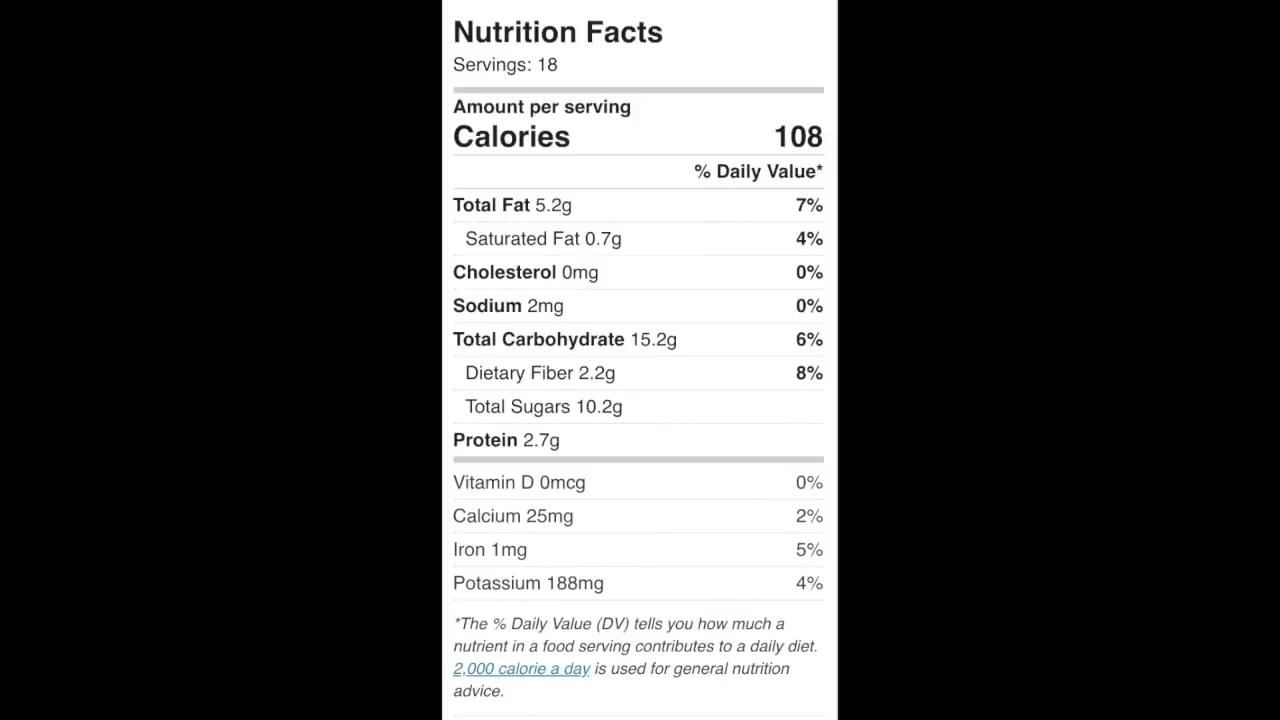 Nutrition Facts
Servings: 18
Amount per serving
Calories 108
% Daily Value*
Total Fat 5.2g 7%
Saturated Fat 0.7g 4%
Cholesterol 0mg 0%
Sodium 2mg 0%
Total Carbohydrate 15.2g 6%
Dietary Fiber 2.2g 8%
Total Sugars 10.2g
Protein 2.7g
Vitamin D 0mcg 0%
Calcium 25mg 2%
Iron 1mg 5%
Potassium 188mg 4%
*The % Daily Value (DV) tells you how much a
nutrient in a food serving contributes to a daily diet.
2,000 calorie a day is used for general nutrition
advice.